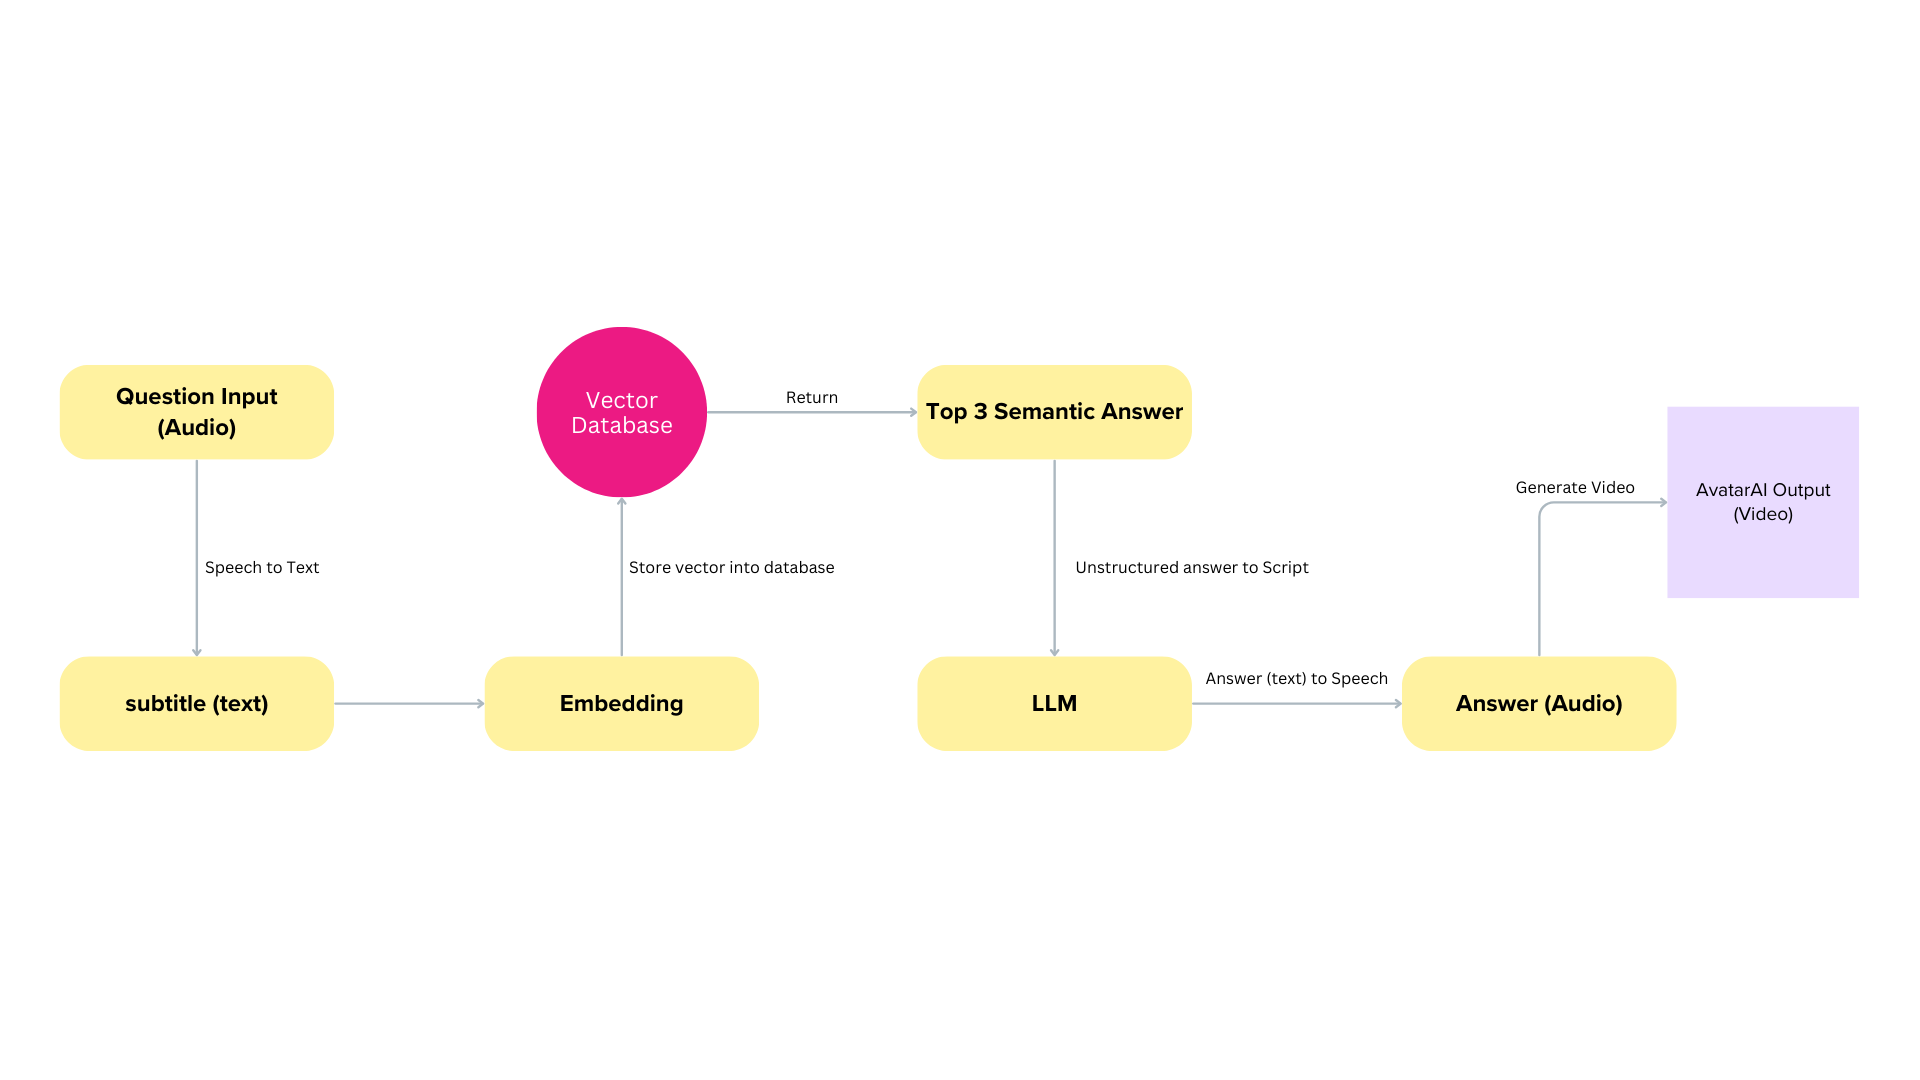 Question Input
(Audio)
Speech to Text
subtitle (text)
Embedding
Store vector into database
Vector
Database
Return
Top 3 Semantic Answer
Unstructured answer to Script
LLM
Answer (text) to Speech
Answer (Audio)
Generate Video
AvatarAI Output
(Video)